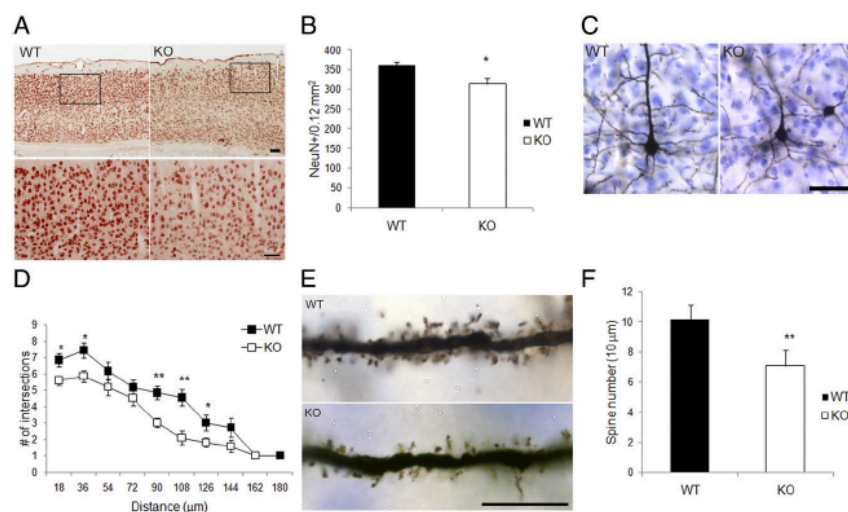 A
WT
KO
B
NeuN+/0.12 mm²
400
350
300
250
200
150
100
50
0
*
WT
KO
WT
KO
C
WT
KO
D
# of intersections
9
8
7
6
5
4
3
2
1
*
*
**
**
*
WT
KO
18 36 54 72 90 108 126 144 162 180
Distance (µm)
E
WT
KO
F
Spine number (10 µm)
12
10
8
6
4
2
0
**
WT
KO
WT
KO